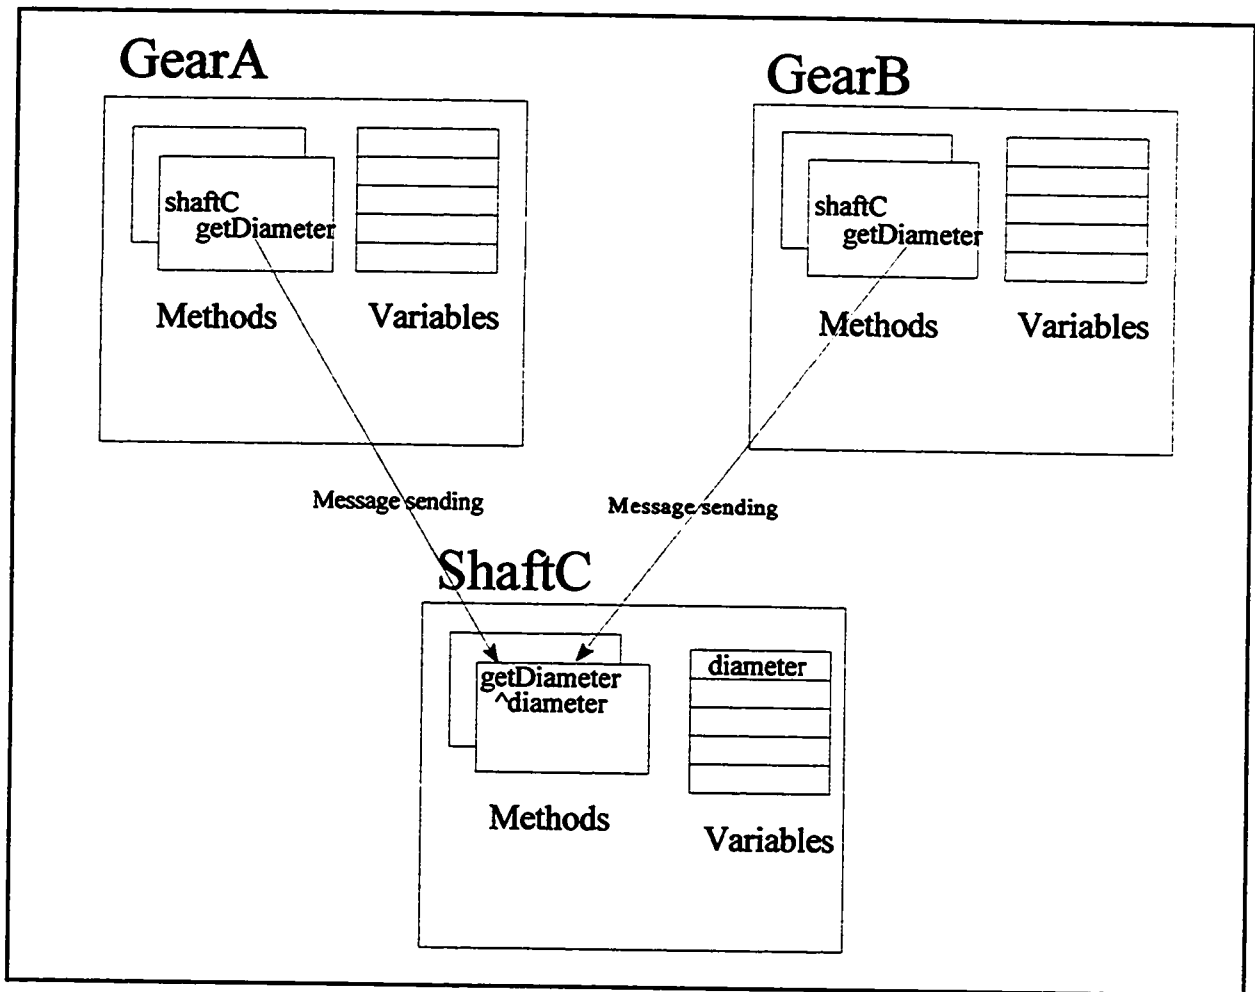 GearA
shaftC
getDiameter
Methods
Variables
GearB
shaftC
getDiameter
Methods
Variables
Message sending
Message sending
ShaftC
getDiameter
^diameter
diameter
Methods
Variables